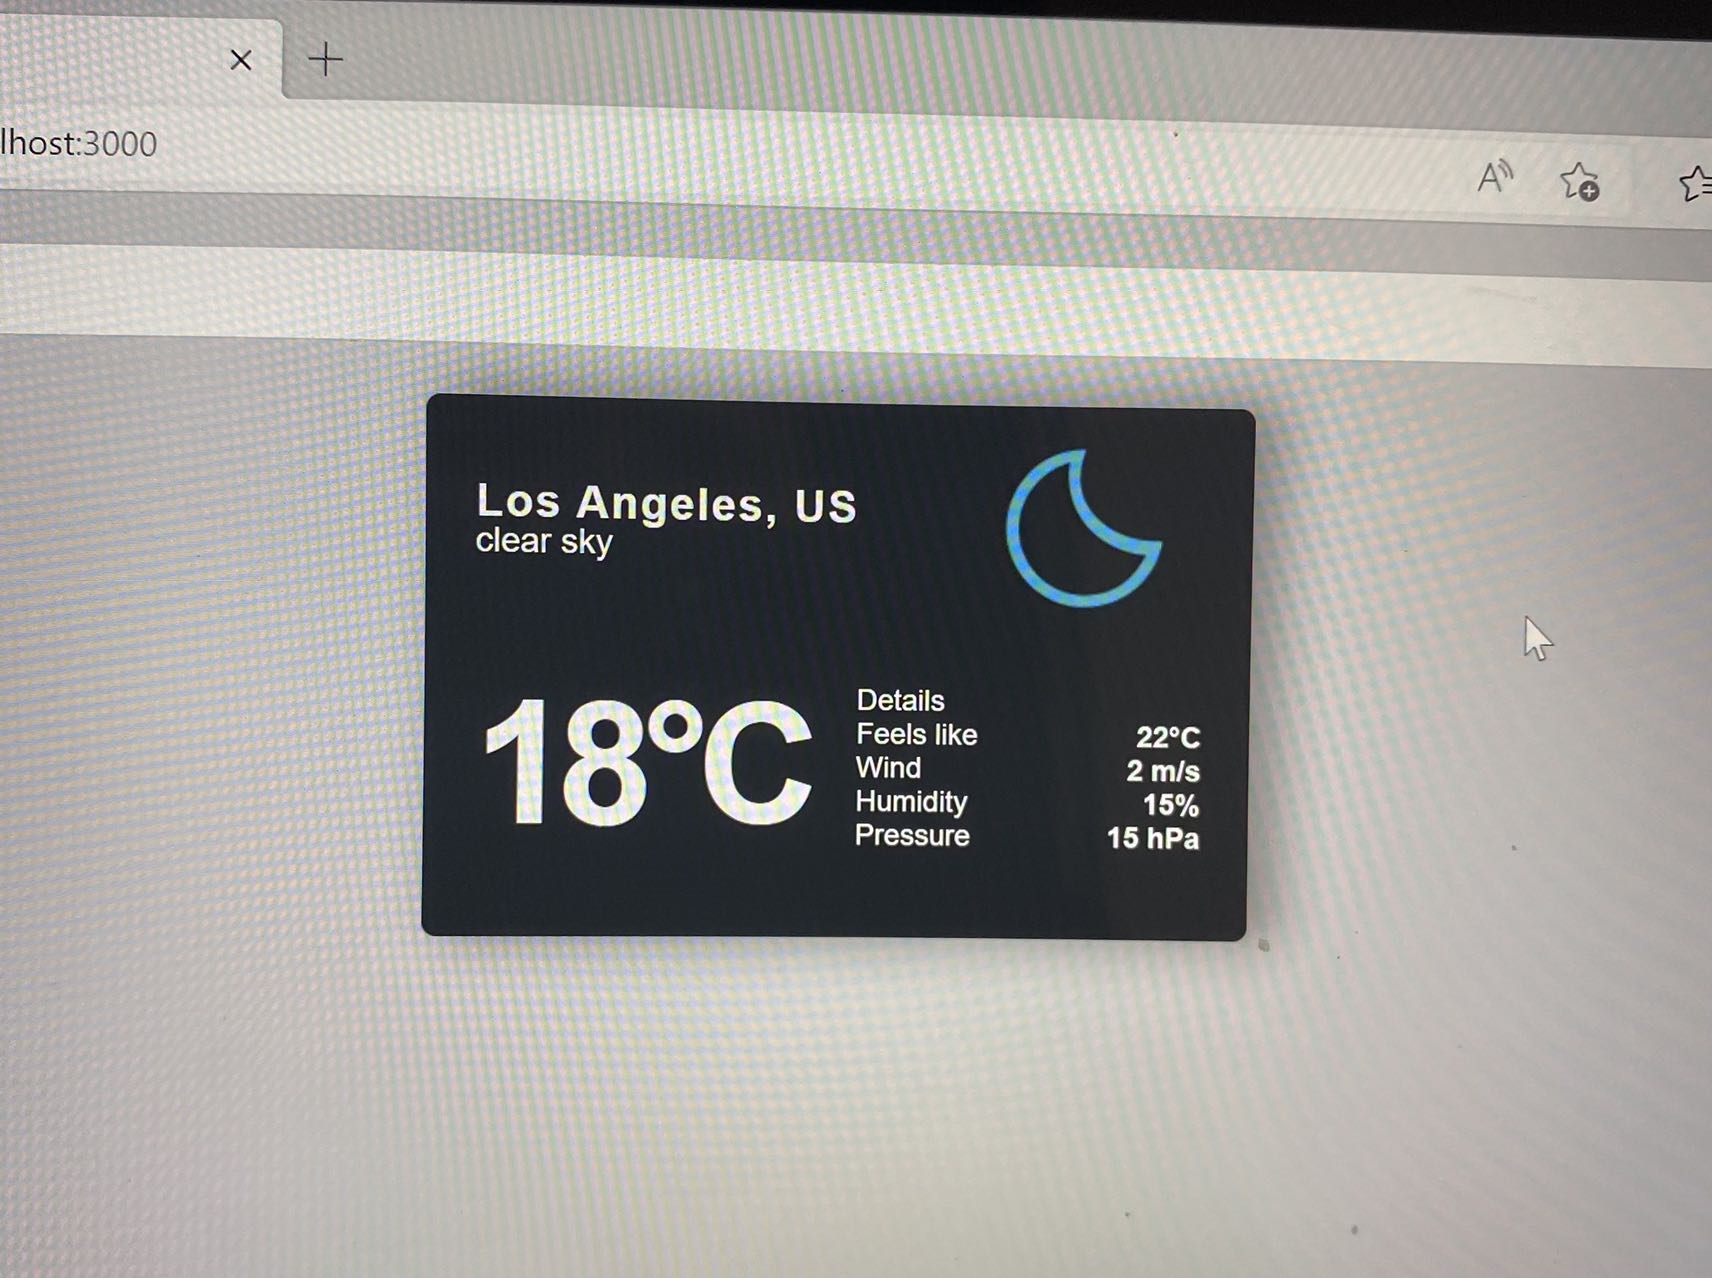 lhost:3000
Los Angeles, US
clear sky
18°C
Details
Feels like 22°C
Wind 2 m/s
Humidity 15%
Pressure 15 hPa